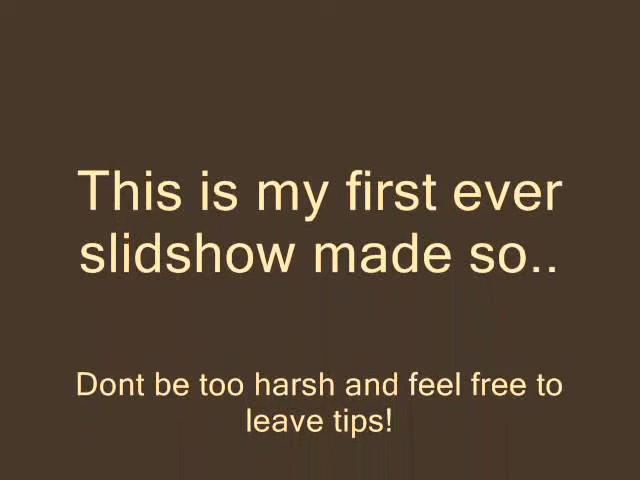 This is my first ever
slidshow made so..
Dont be too harsh and feel free to
leave tips!